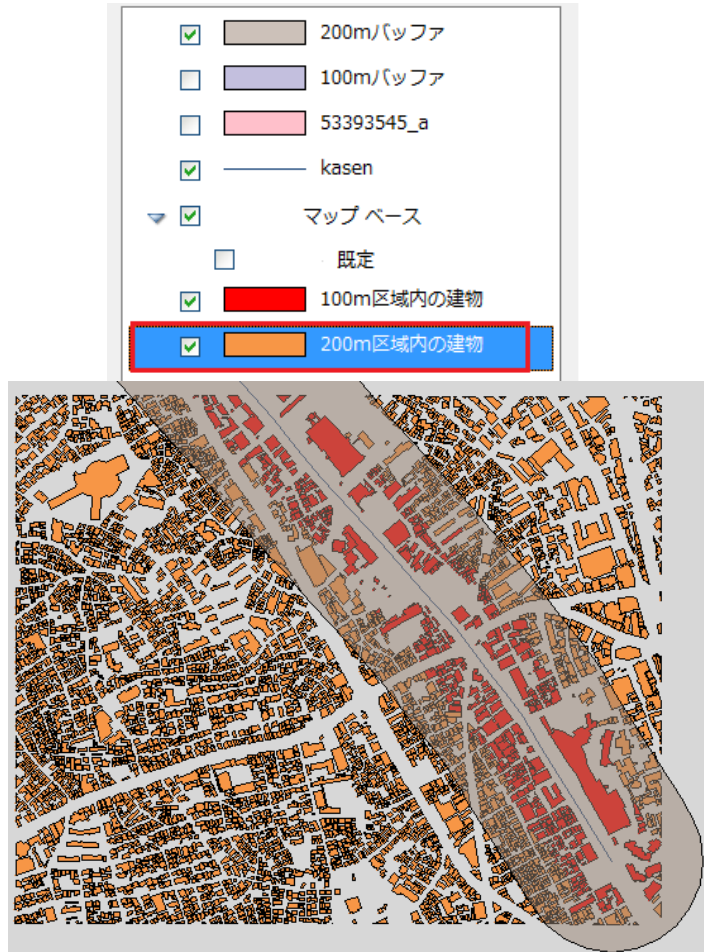 200mバッファ
100mバッファ
53393545_a
kasen
マップ ベース
既定
100m区域内の建物
200m区域内の建物